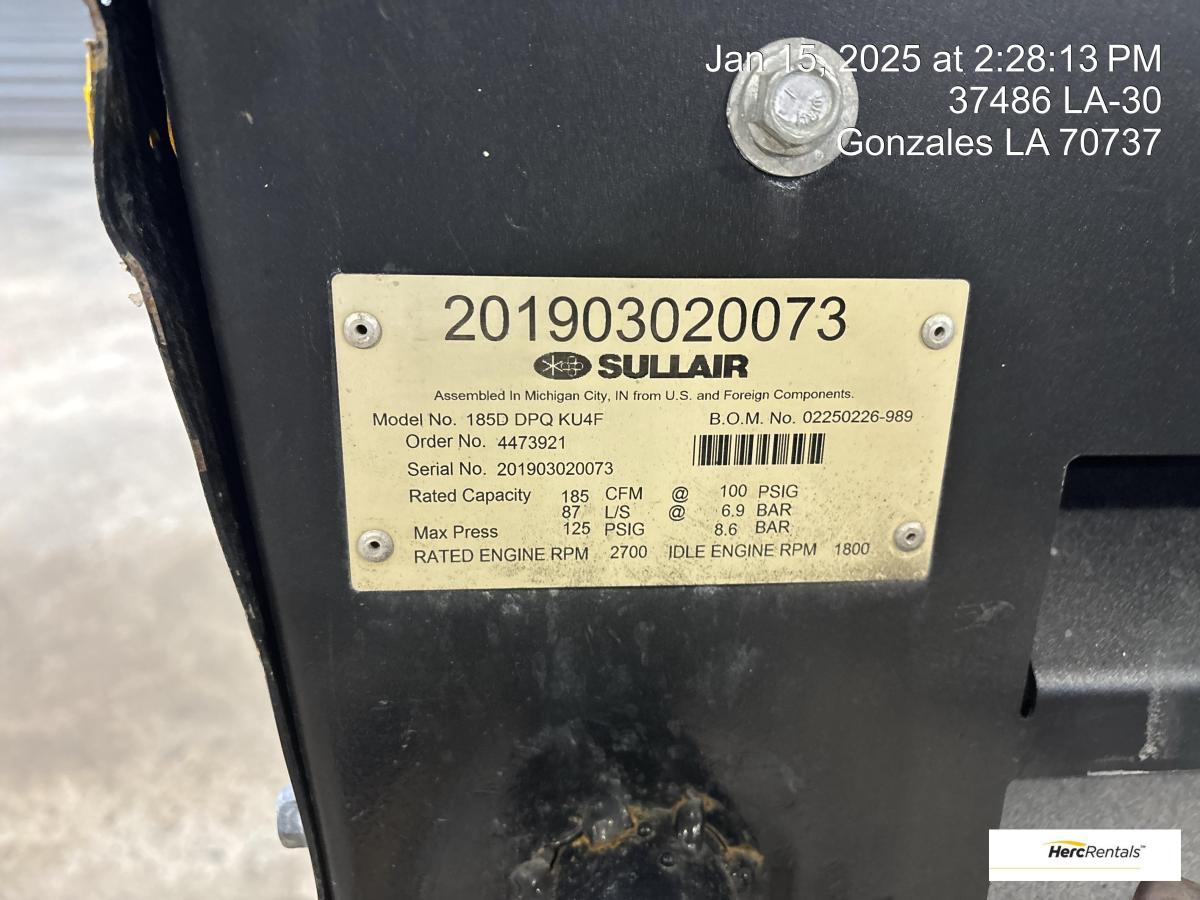 Jan 15, 2025 at 2:28:13 PM
37486 LA-30
Gonzales LA 70737
201903020073
SULLAIR
Assembled In Michigan City, IN from U.S. and Foreign Components.
Model No. 185D DPQ KU4F B.O.M. No. 02250226-989
Order No. 4473921
Serial No. 201903020073
Rated Capacity 185 CFM @ 100 PSIG
87 L/S @ 6.9 BAR
Max Press 125 PSIG 8.6 BAR
RATED ENGINE RPM 2700 IDLE ENGINE RPM 1800
HercRentals™